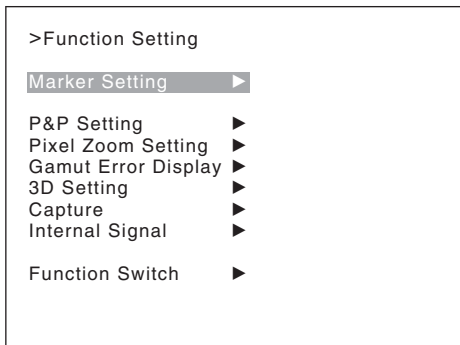 >Function Setting
Marker Setting ▶
P&P Setting ▶
Pixel Zoom Setting ▶
Gamut Error Display ▶
3D Setting ▶
Capture ▶
Internal Signal ▶
Function Switch ▶